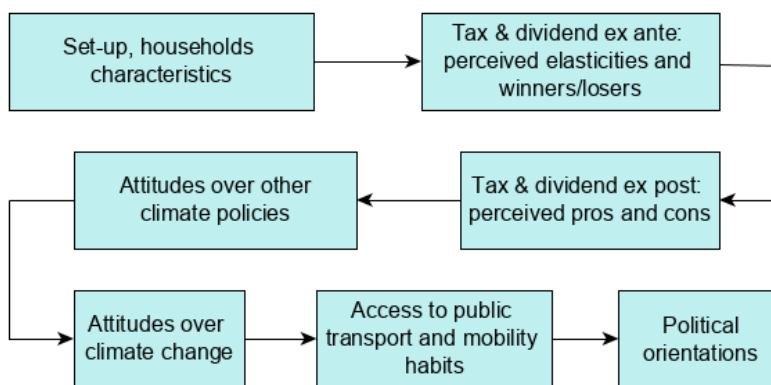 Set-up, households
characteristics
Tax & dividend ex ante:
perceived elasticities and
winners/losers
Tax & dividend ex post:
perceived pros and cons
Attitudes over other
climate policies
Attitudes over
climate change
Access to public
transport and mobility
habits
Political
orientations